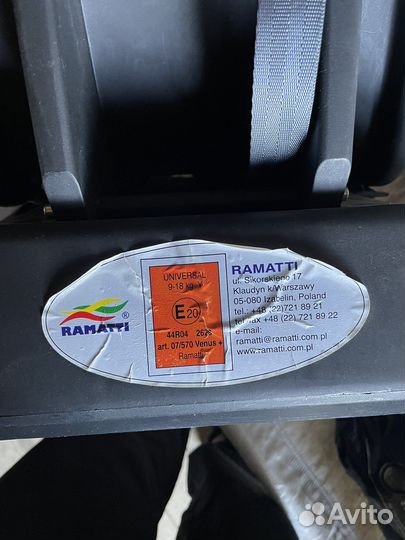 RAMATTI®
UNIVERSAL
9-18 kg Y
E 20
44R04
art. 07/570 Venus +
Ramatti
RAMATTI
ul. Sikorskiego 17
Klaudyn k/Warszawy
05-080 Izabelin, Poland
tel.: +48 (22)721 89 21
tel/fax +48 (22) 721 89 22
e-mail:
ramatti@ramatti.com.pl
www.ramatti.com.pl
Avito